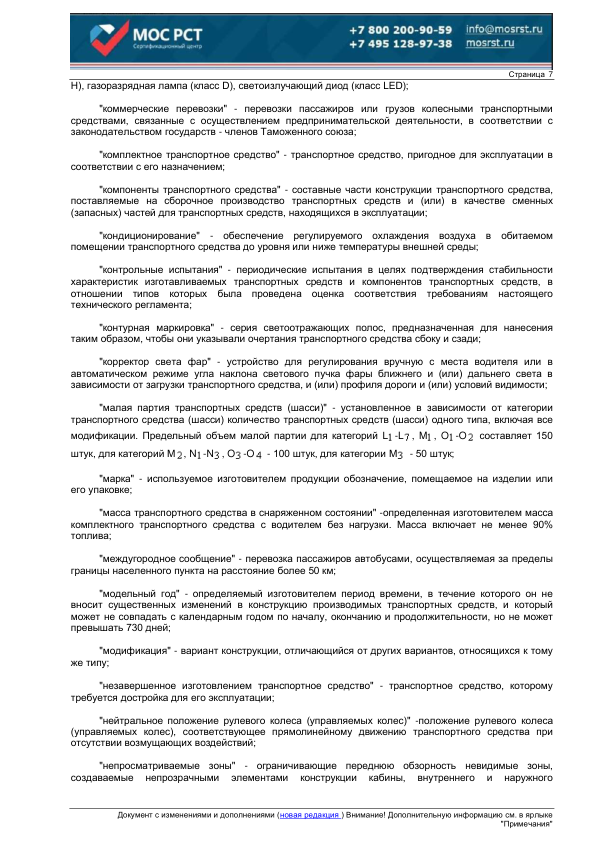 МОС РСТ
Сертификационный центр
+7 800 200-90-59 info@mosrst.ru
+7 495 128-97-38 mosrst.ru
Страница 7
H), газоразрядная лампа (класс D), светоизлучающий диод (класс LED);
"коммерческие перевозки" - перевозки пассажиров или грузов колесными транспортными
средствами, связанные с осуществлением предпринимательской деятельности, в соответствии с
законодательством государств - членов Таможенного союза;
"комплектное транспортное средство" - транспортное средство, пригодное для эксплуатации в
соответствии с его назначением;
"компоненты транспортного средства" - составные части конструкции транспортного средства,
поставляемые на сборочное производство транспортных средств и (или) в качестве сменных
(запасных) частей для транспортных средств, находящихся в эксплуатации;
"кондиционирование" - обеспечение регулируемого охлаждения воздуха в обитаемом
помещении транспортного средства до уровня или ниже температуры внешней среды;
"контрольные испытания" - периодические испытания в целях подтверждения стабильности
характеристик изготавливаемых транспортных средств и компонентов транспортных средств, в
отношении типов которых была проведена оценка соответствия требованиям настоящего
технического регламента;
"контурная маркировка" - серия светоотражающих полос, предназначенная для нанесения
таким образом, чтобы они указывали очертания транспортного средства сбоку и сзади;
"корректор света фар" - устройство для регулирования вручную с места водителя или в
автоматическом режиме угла наклона светового пучка фары ближнего и (или) дальнего света в
зависимости от загрузки транспортного средства, и (или) профиля дороги и (или) условий видимости;
"малая партия транспортных средств (шасси)" - установленное в зависимости от категории
транспортного средства (шасси) количество транспортных средств (шасси) одного типа, включая все
модификации. Предельный объем малой партии для категорий L1 -L7 , M1 , O1 -O2 составляет 150
штук, для категорий M2 , N1 -N3 , O3 -O4 - 100 штук, для категории M3 - 50 штук;
"марка" - используемое изготовителем продукции обозначение, помещаемое на изделии или
его упаковке;
"масса транспортного средства в снаряженном состоянии" -определенная изготовителем масса
комплектного транспортного средства с водителем без нагрузки. Масса включает не менее 90%
топлива;
"междугородное сообщение" - перевозка пассажиров автобусами, осуществляемая за пределы
границы населенного пункта на расстояние более 50 км;
"модельный год" - определяемый изготовителем период времени, в течение которого он не
вносит существенных изменений в конструкцию производимых транспортных средств, и который
может не совпадать с календарным годом по началу, окончанию и продолжительности, но не может
превышать 730 дней;
"модификация" - вариант конструкции, отличающийся от других вариантов, относящихся к тому
же типу;
"незавершенное изготовлением транспортное средство" - транспортное средство, которому
требуется достройка для его эксплуатации;
"нейтральное положение рулевого колеса (управляемых колес)" -положение рулевого колеса
(управляемых колес), соответствующее прямолинейному движению транспортного средства при
отсутствии возмущающих воздействий;
"непросматриваемые зоны" - ограничивающие переднюю обзорность невидимые зоны,
создаваемые непрозрачными элементами конструкции кабины, внутреннего и наружного
Документ с изменениями и дополнениями (новая редакция ) Внимание! Дополнительную информацию см. в ярлыке
"Примечания"